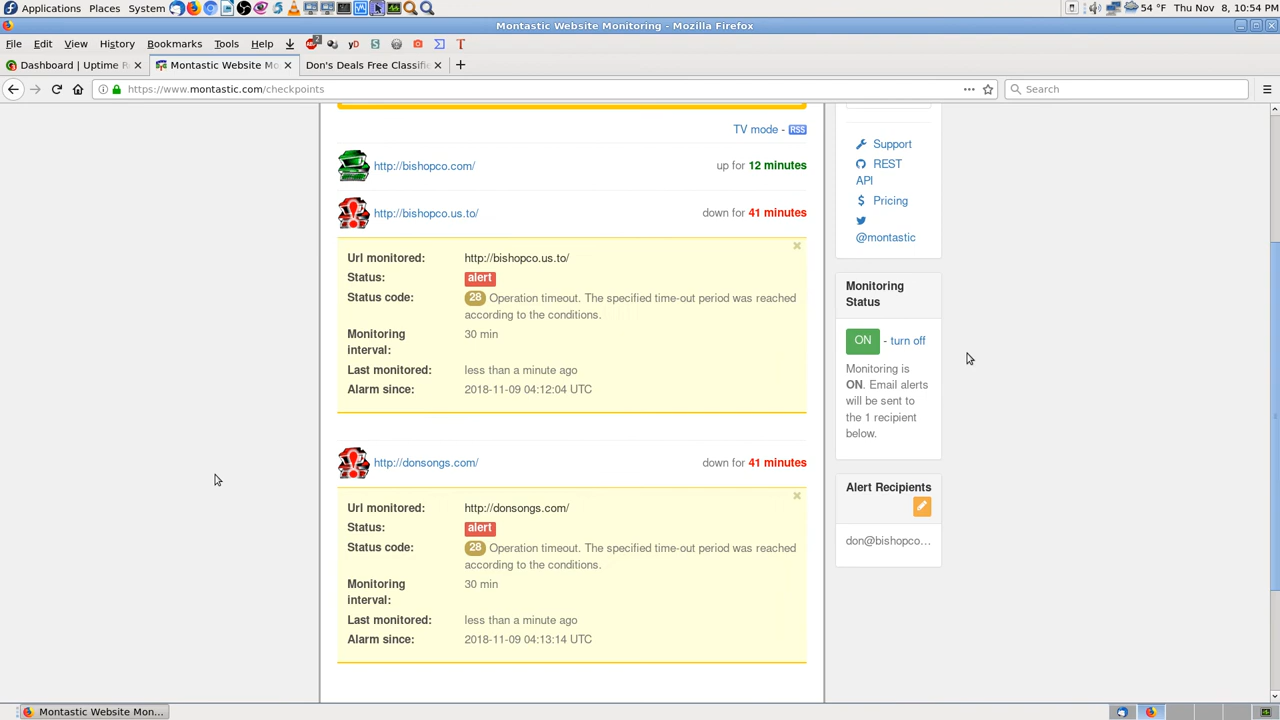 Applications Places System 54 °F Thu Nov 8, 10:54 PM
Montastic Website Monitoring - Mozilla Firefox
File Edit View History Bookmarks Tools Help 2 yD S T
Dashboard | Uptime R Montastic Website Mo Don's Deals Free Classifie
https://www.montastic.com/checkpoints Search
TV mode - RSS
http://bishopco.com/ up for 12 minutes
http://bishopco.us.to/ down for 41 minutes
Url monitored: http://bishopco.us.to/
Status: alert
Status code: 28 Operation timeout. The specified time-out period was reached
according to the conditions.
Monitoring 30 min
interval:
Last monitored: less than a minute ago
Alarm since: 2018-11-09 04:12:04 UTC
http://donsongs.com/ down for 41 minutes
Url monitored: http://donsongs.com/
Status: alert
Status code: 28 Operation timeout. The specified time-out period was reached
according to the conditions.
Monitoring 30 min
interval:
Last monitored: less than a minute ago
Alarm since: 2018-11-09 04:13:14 UTC
Support
REST
API
$ Pricing
@montastic
Monitoring
Status
ON - turn off
Monitoring is
ON. Email alerts
will be sent to
the 1 recipient
below.
Alert Recipients
don@bishopco...
Montastic Website Mon...